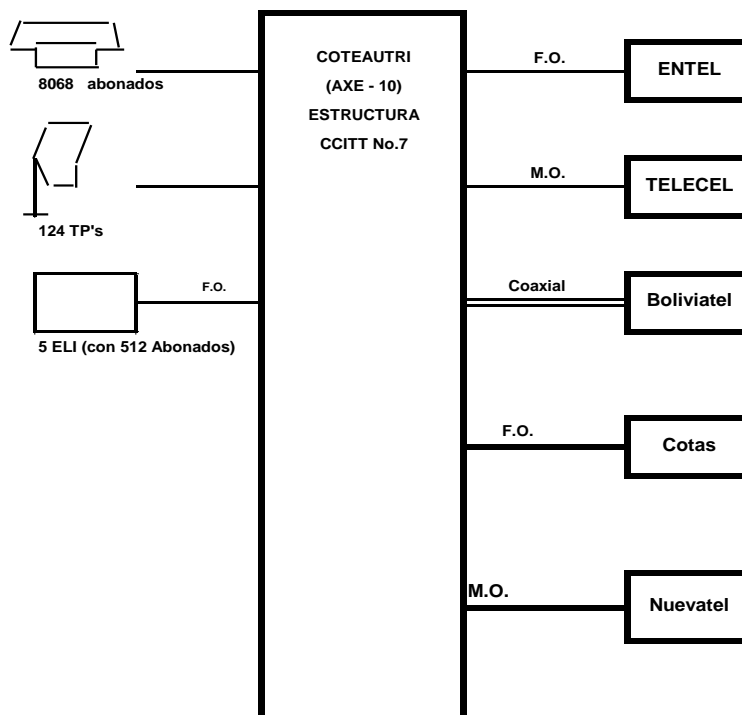 COTEAUTRI
(AXE - 10)
ESTRUCTURA
CCITT No.7
8068 abonados
124 TP's
F.O.
5 ELI (con 512 Abonados)
F.O.
ENTEL
M.O.
TELECEL
Coaxial
Boliviatel
F.O.
Cotas
M.O.
Nuevatel